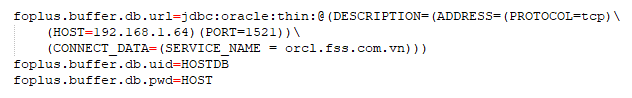 foplus.buffer.db.url=jdbc:oracle:thin:@(DESCRIPTION=(ADDRESS=(PROTOCOL=tcp)\
(HOST=192.168.1.64)(PORT=1521))\
(CONNECT_DATA=(SERVICE_NAME = orcl.fss.com.vn)))
foplus.buffer.db.uid=HOSTDB
foplus.buffer.db.pwd=HOST